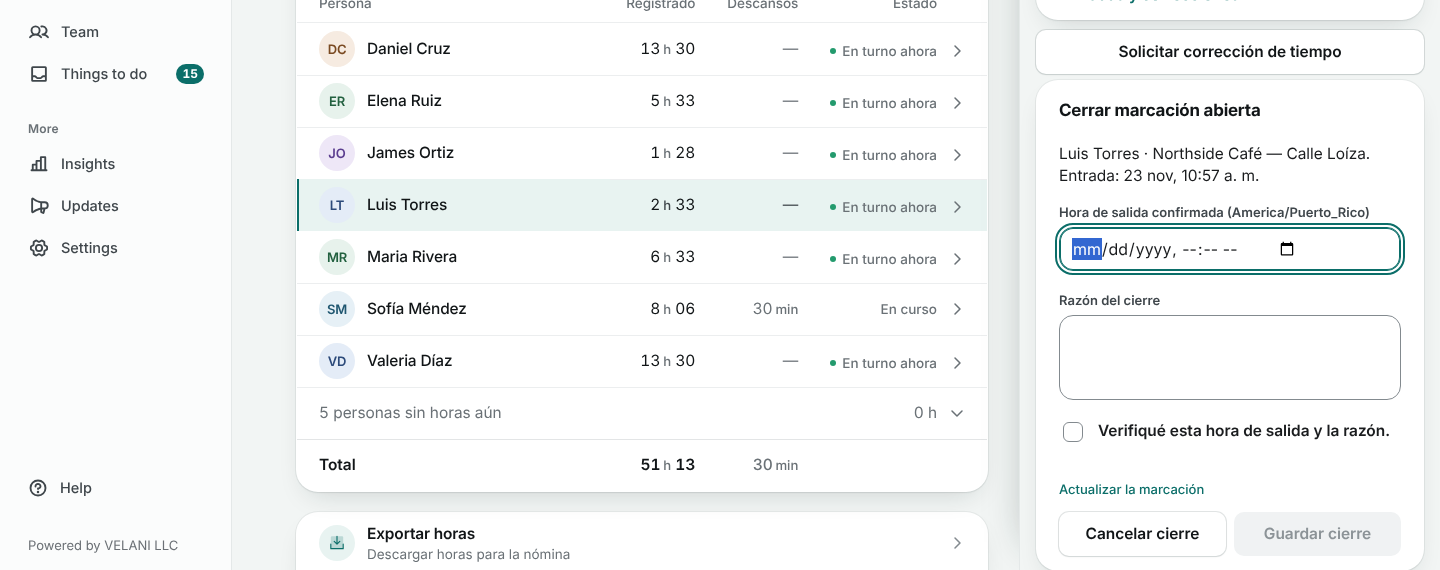 Team
Things to do 15
More
Insights
Updates
Settings
Help
Powered by VELANI LLC
Persona Registrado Descansos Estado
DC Daniel Cruz 13 h 30 — En turno ahora
ER Elena Ruiz 5 h 33 — En turno ahora
JO James Ortiz 1 h 28 — En turno ahora
LT Luis Torres 2 h 33 — En turno ahora
MR Maria Rivera 6 h 33 — En turno ahora
SM Sofía Méndez 8 h 06 30 min En curso
VD Valeria Díaz 13 h 30 — En turno ahora
5 personas sin horas aún 0 h
Total 51 h 13 30 min
Exportar horas
Descargar horas para la nómina
Solicitar corrección de tiempo
Cerrar marcación abierta
Luis Torres · Northside Café — Calle Loíza.
Entrada: 23 nov, 10:57 a. m.
Hora de salida confirmada (America/Puerto_Rico)
mm/dd/yyyy, --:-- --
Razón del cierre
Verifiqué esta hora de salida y la razón.
Actualizar la marcación
Cancelar cierre Guardar cierre